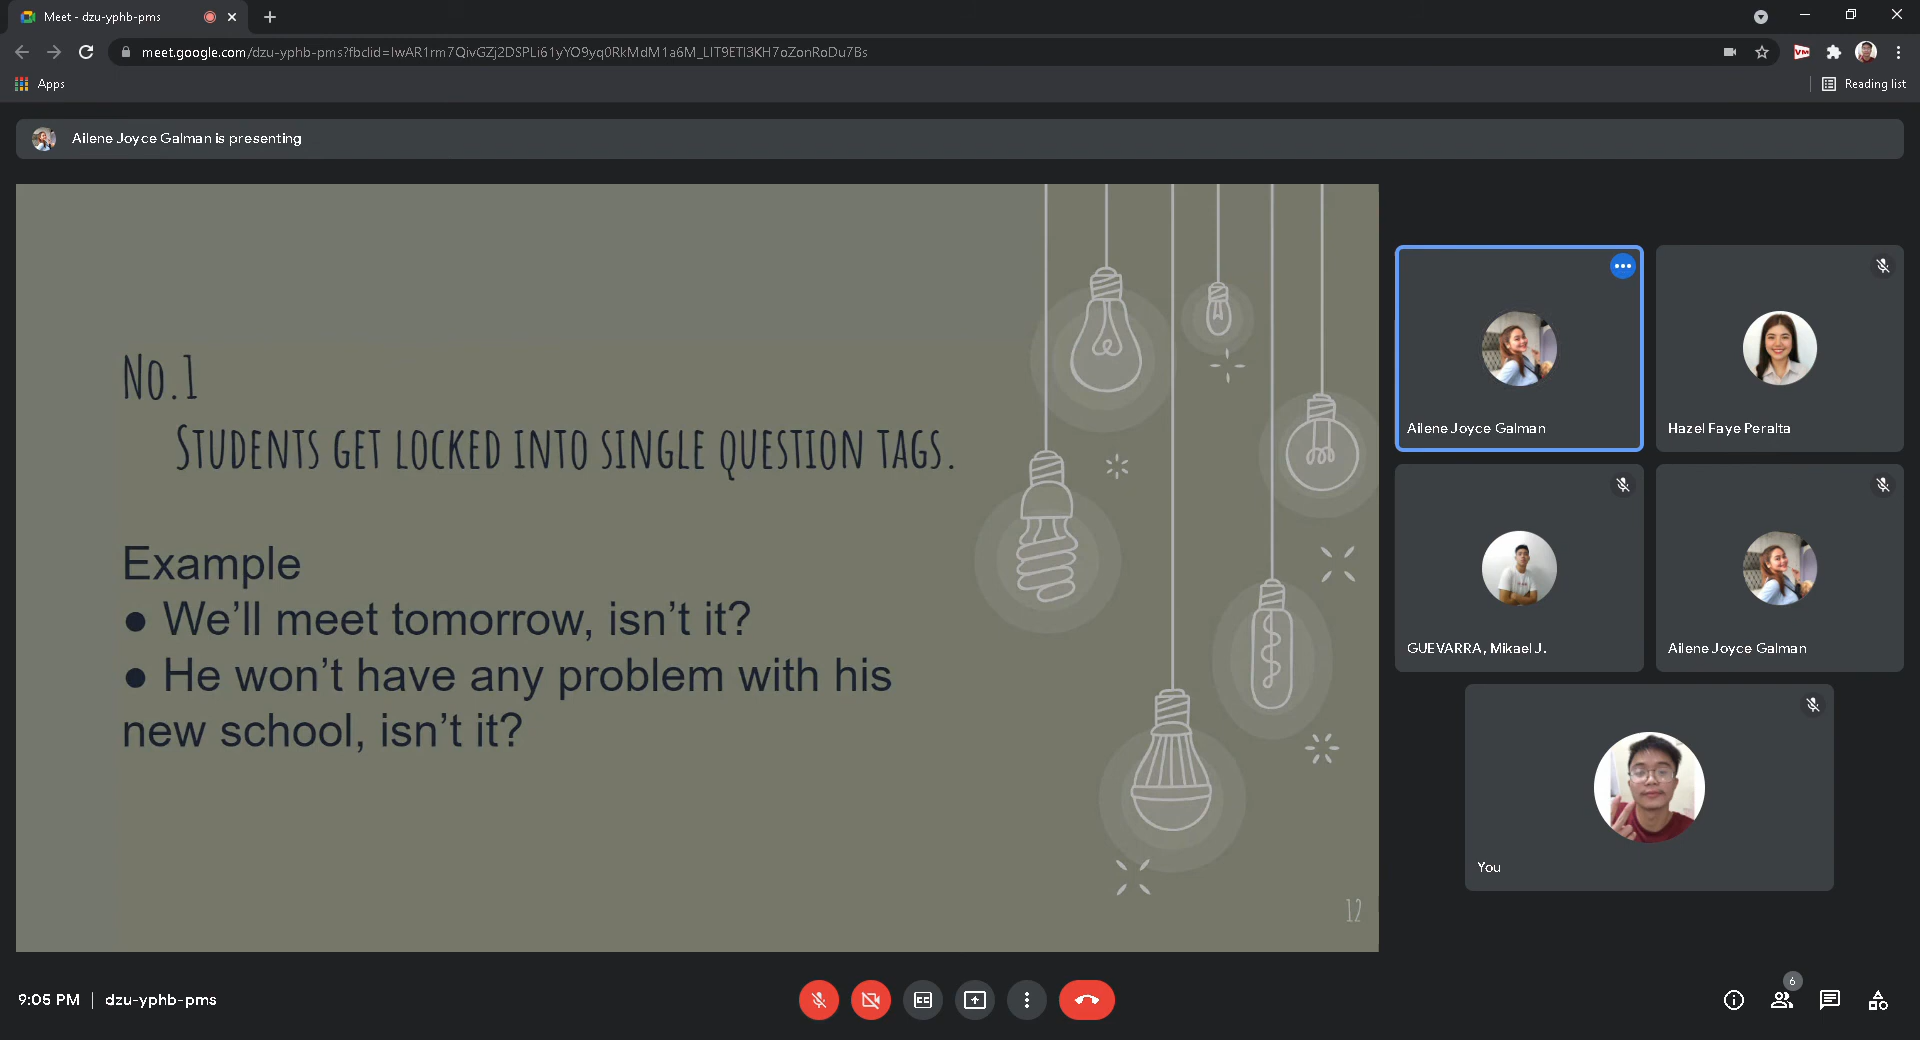 Meet - dzu-yphb-pms
meet.google.com/dzu-yphb-pms?fbclid=IwAR1rm7QivGZj2DSPLi61yYO9yq0RkMdM1a6M_LIT9ETI3KH7oZonRoDu7Bs
VM
Apps
Reading list
Ailene Joyce Galman is presenting
No.1
Students get locked into single question tags.
Example
● We’ll meet tomorrow, isn’t it?
● He won’t have any problem with his
new school, isn’t it?
12
Ailene Joyce Galman
Hazel Faye Peralta
GUEVARRA, Mikael J.
Ailene Joyce Galman
You
9:05 PM | dzu-yphb-pms
6